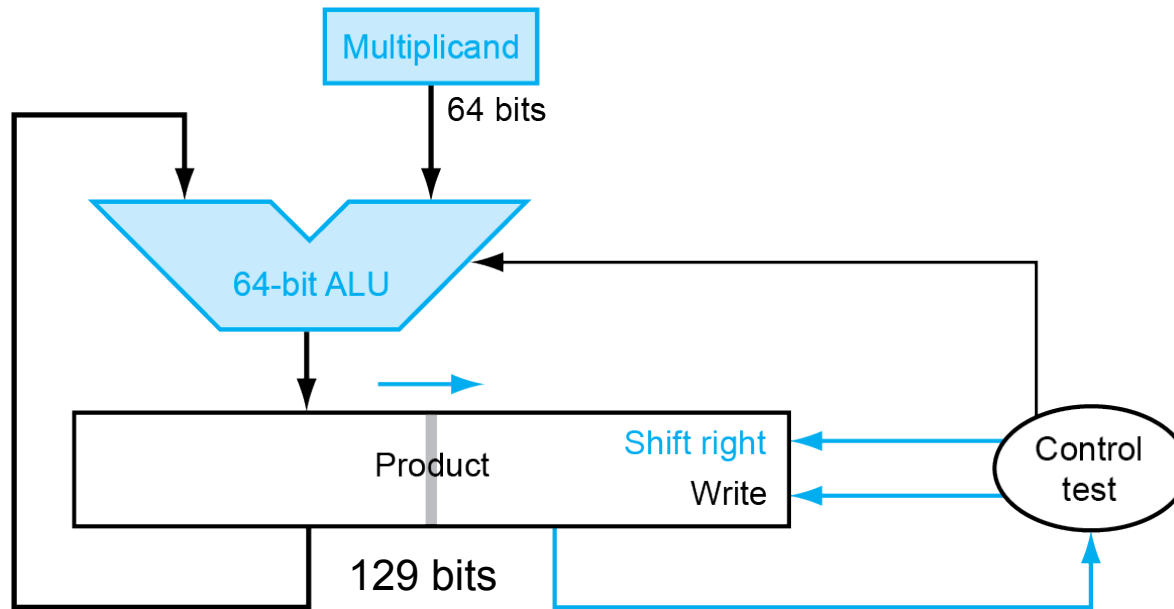 Multiplicand
64 bits
64-bit ALU
Product
Shift right
Write
Control
test
129 bits